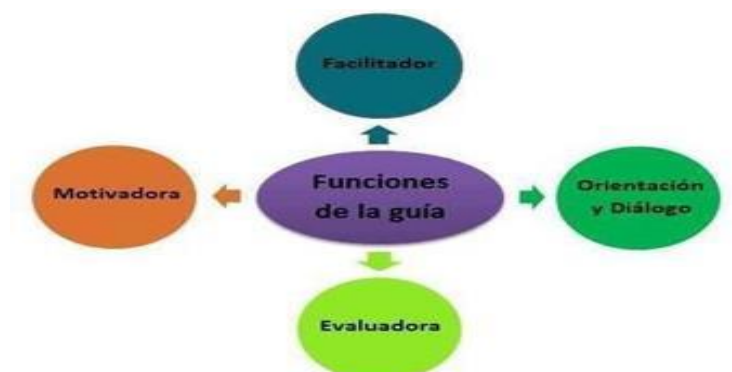 Facilitador
Motivadora
Funciones
de la guía
Orientación
y Diálogo
Evaluadora